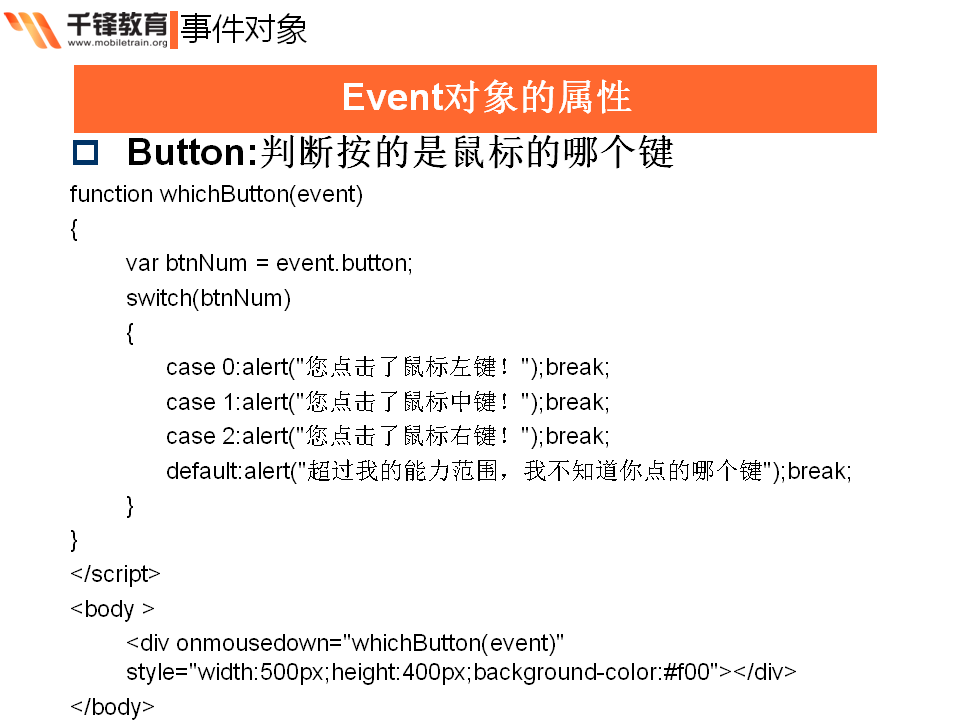 千锋教育
www.mobiletrain.org
事件对象
Event对象的属性
Button:判断按的是鼠标的哪个键
function whichButton(event)
{
var btnNum = event.button;
switch(btnNum)
{
case 0:alert("您点击了鼠标左键！");break;
case 1:alert("您点击了鼠标中键！");break;
case 2:alert("您点击了鼠标右键！");break;
default:alert("超过我的能力范围，我不知道你点的哪个键");break;
}
}
</script>
<body >
<div onmousedown="whichButton(event)"
style="width:500px;height:400px;background-color:#f00"></div>
</body>